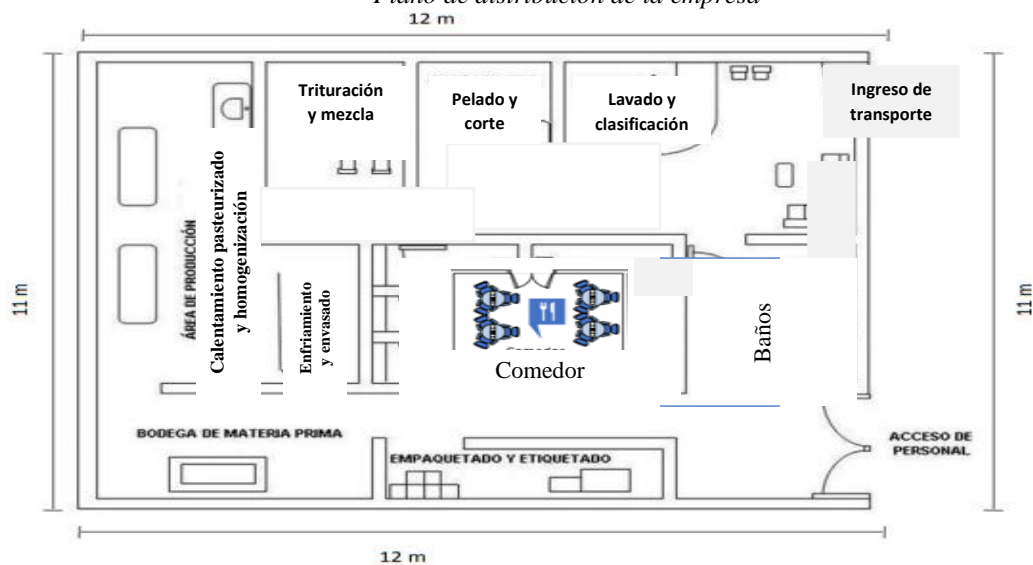 Plano de distribución de la empresa
12 m
Trituración
y mezcla
Pelado y
corte
Lavado y
clasificación
Ingreso de
transporte
11 m
ÁREA DE PRODUCCIÓN
Calentamiento pasteurizado
y homogenización
Enfriamiento
y envasado
Comedor
Baños
11 m
BODEGA DE MATERIA PRIMA
EMPAQUETADO Y ETIQUETADO
ACCESO DE
PERSONAL
12 m